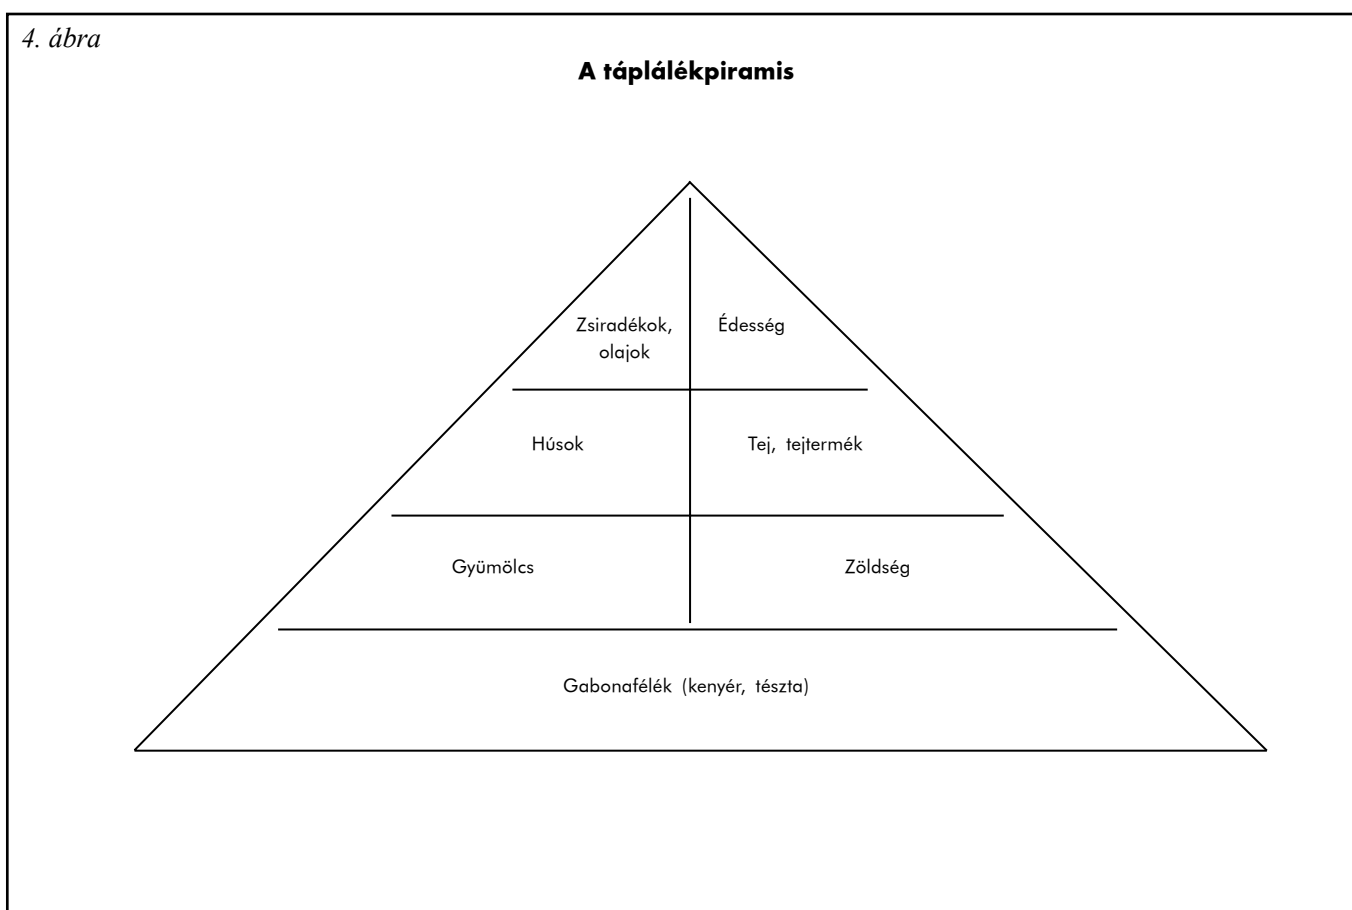 4. ábra
A táplálékpiramis
Zsiradékok,
olajok
Édesség
Húsok
Tej, tejtermék
Gyümölcs
Zöldség
Gabonafélék (kenyér, tészta)